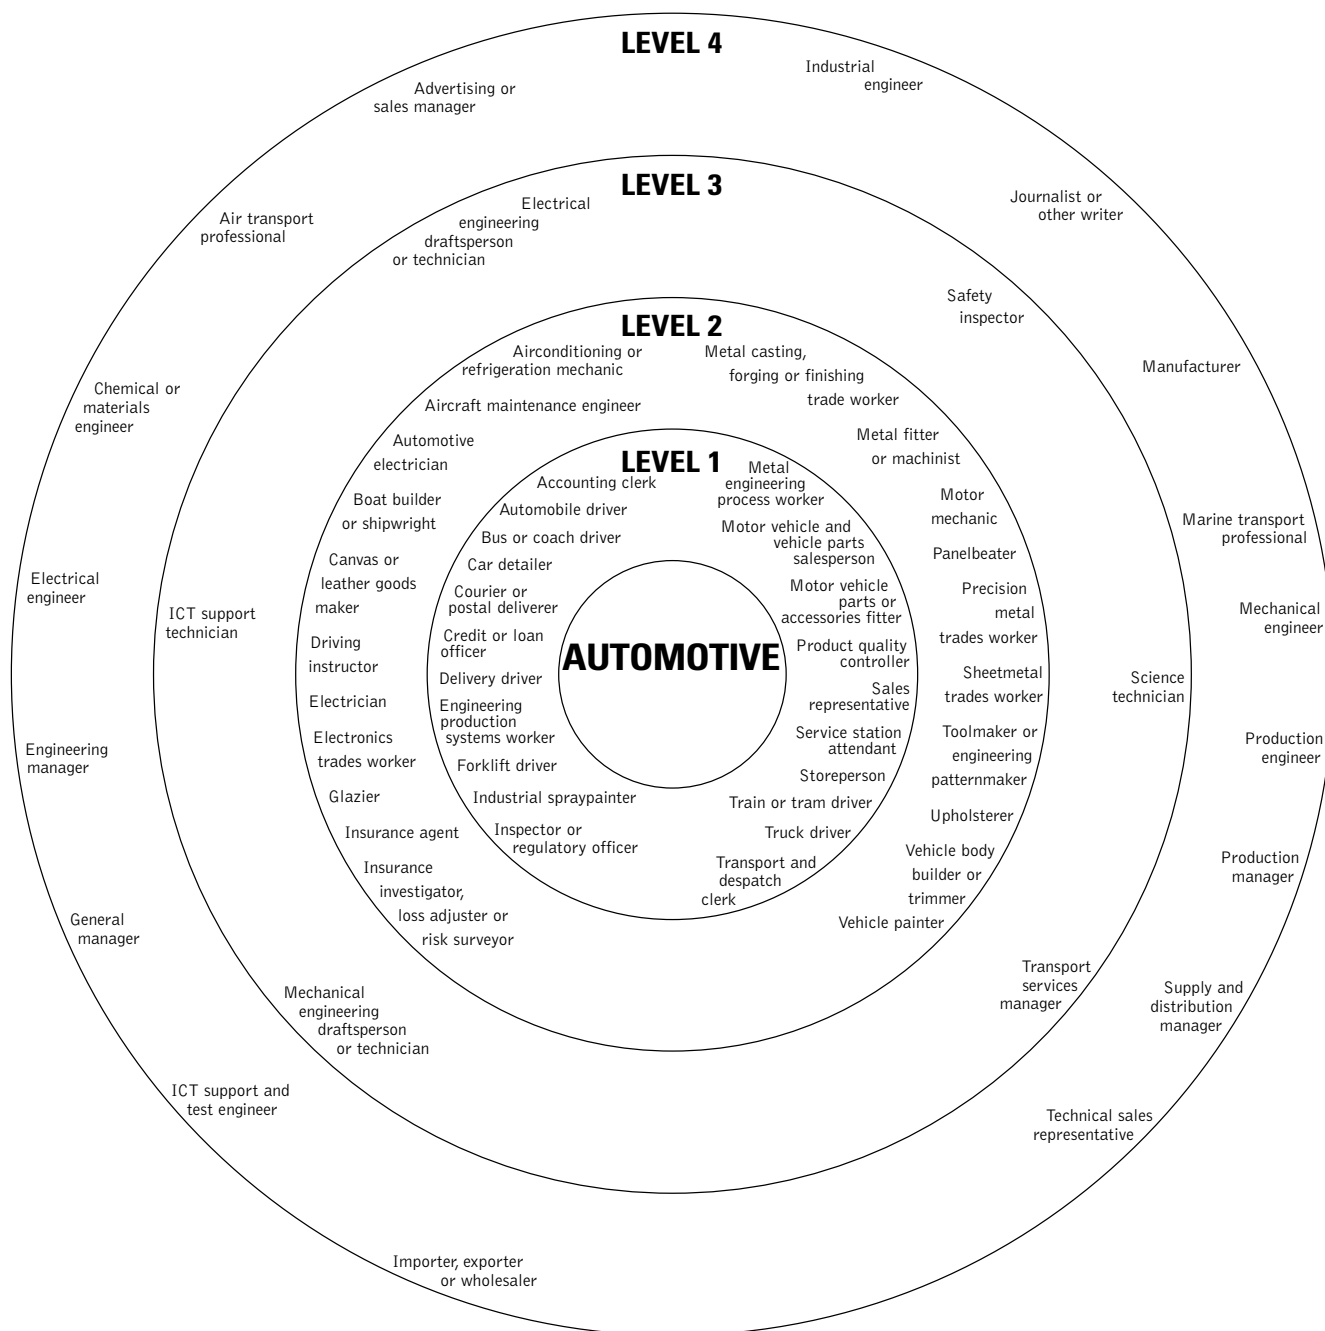 LEVEL 4
Industrial
engineer
Advertising or
sales manager
Journalist or
other writer
Air transport
professional
Manufacturer
Chemical or
materials
engineer
Marine transport
professional
Electrical
engineer
Mechanical
engineer
Engineering
manager
Production
engineer
Production
manager
General
manager
Supply and
distribution
manager
ICT support and
test engineer
Technical sales
representative
Importer, exporter
or wholesaler
LEVEL 3
Electrical
engineering
draftsperson
or technician
Safety
inspector
ICT support
technician
Science
technician
Mechanical
engineering
draftsperson
or technician
Transport
services
manager
LEVEL 2
Airconditioning or
refrigeration mechanic
Aircraft maintenance engineer
Automotive
electrician
Boat builder
or shipwright
Canvas or
leather goods
maker
Driving
instructor
Electrician
Electronics
trades worker
Glazier
Insurance agent
Insurance
investigator,
loss adjuster or
risk surveyor
Metal casting,
forging or finishing
trade worker
Metal fitter
or machinist
Motor
mechanic
Panelbeater
Precision
metal
trades worker
Sheetmetal
trades worker
Toolmaker or
engineering
patternmaker
Upholsterer
Vehicle body
builder or
trimmer
Vehicle painter
LEVEL 1
Accounting clerk
Automobile driver
Bus or coach driver
Car detailer
Courier or
postal deliverer
Credit or loan
officer
Delivery driver
Engineering
production
systems worker
Forklift driver
Industrial spraypainter
Inspector or
regulatory officer
Metal
engineering
process worker
Motor vehicle and
vehicle parts
salesperson
Motor vehicle
parts or
accessories fitter
Product quality
controller
Sales
representative
Service station
attendant
Storeperson
Train or tram driver
Truck driver
Transport and
despatch
clerk
AUTOMOTIVE